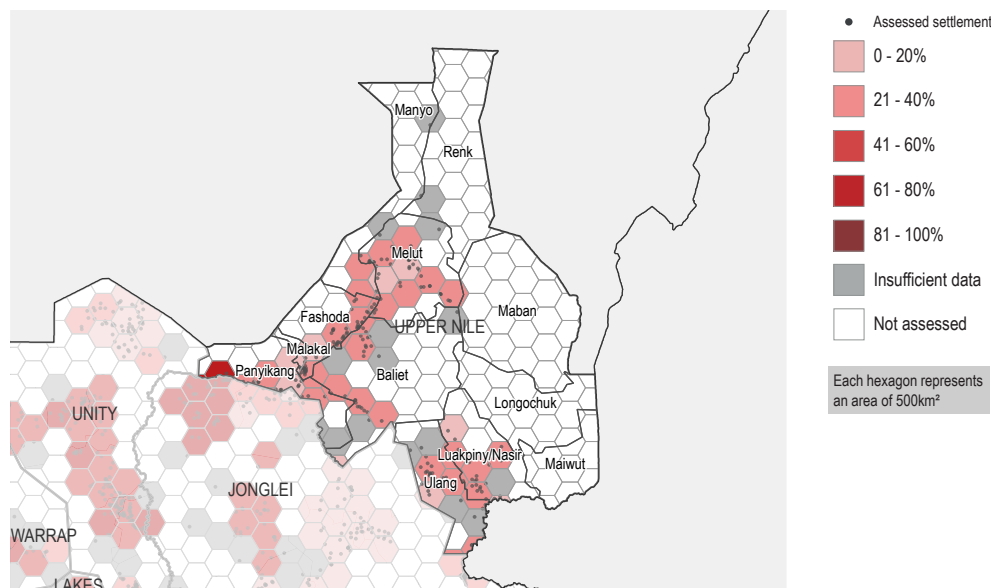 Assessed settlement
0 - 20%
21 - 40%
41 - 60%
61 - 80%
81 - 100%
Insufficient data
Not assessed
Each hexagon represents
an area of 500km²
Manyo
Renk
Melut
Maban
Fashoda
UPPER NILE
Malakal
Panyikang
Baliet
Longochuk
UNITY
Luakpiny/Nasir
Maiwut
Ulang
JONGLEI
WARRAP
LAKES